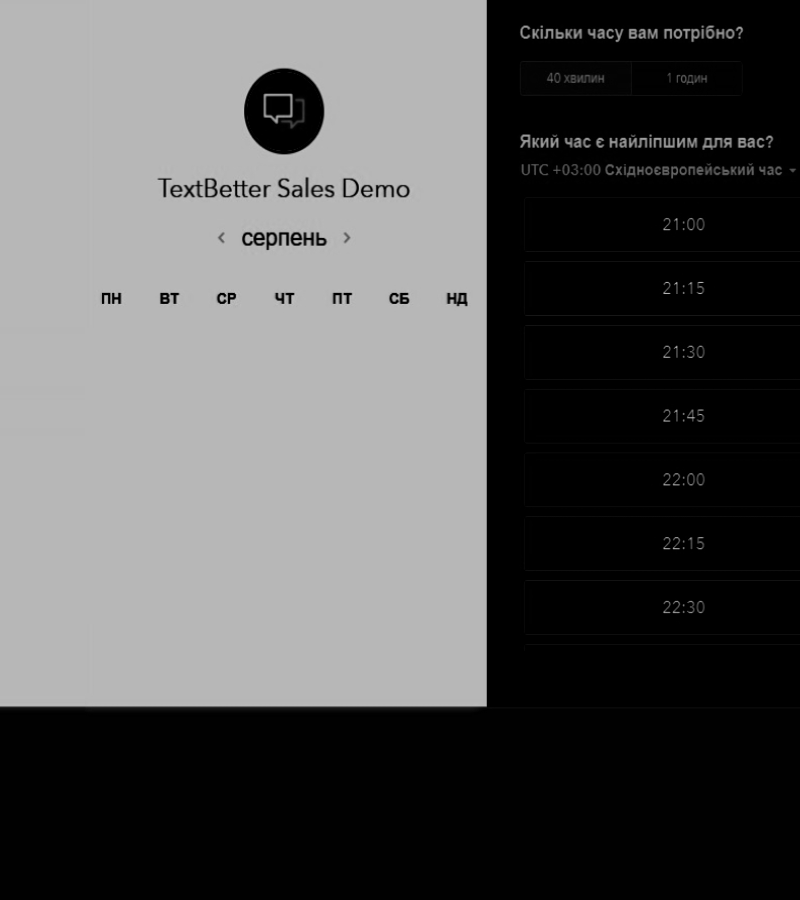 TextBetter Sales Demo
серпень
ПН ВТ СР ЧТ ПТ СБ НД
Скільки часу вам потрібно?
40 хвилин 1 годин
Який час є найліпшим для вас?
UTC +03:00 Східноєвропейський час
21:00
21:15
21:30
21:45
22:00
22:15
22:30